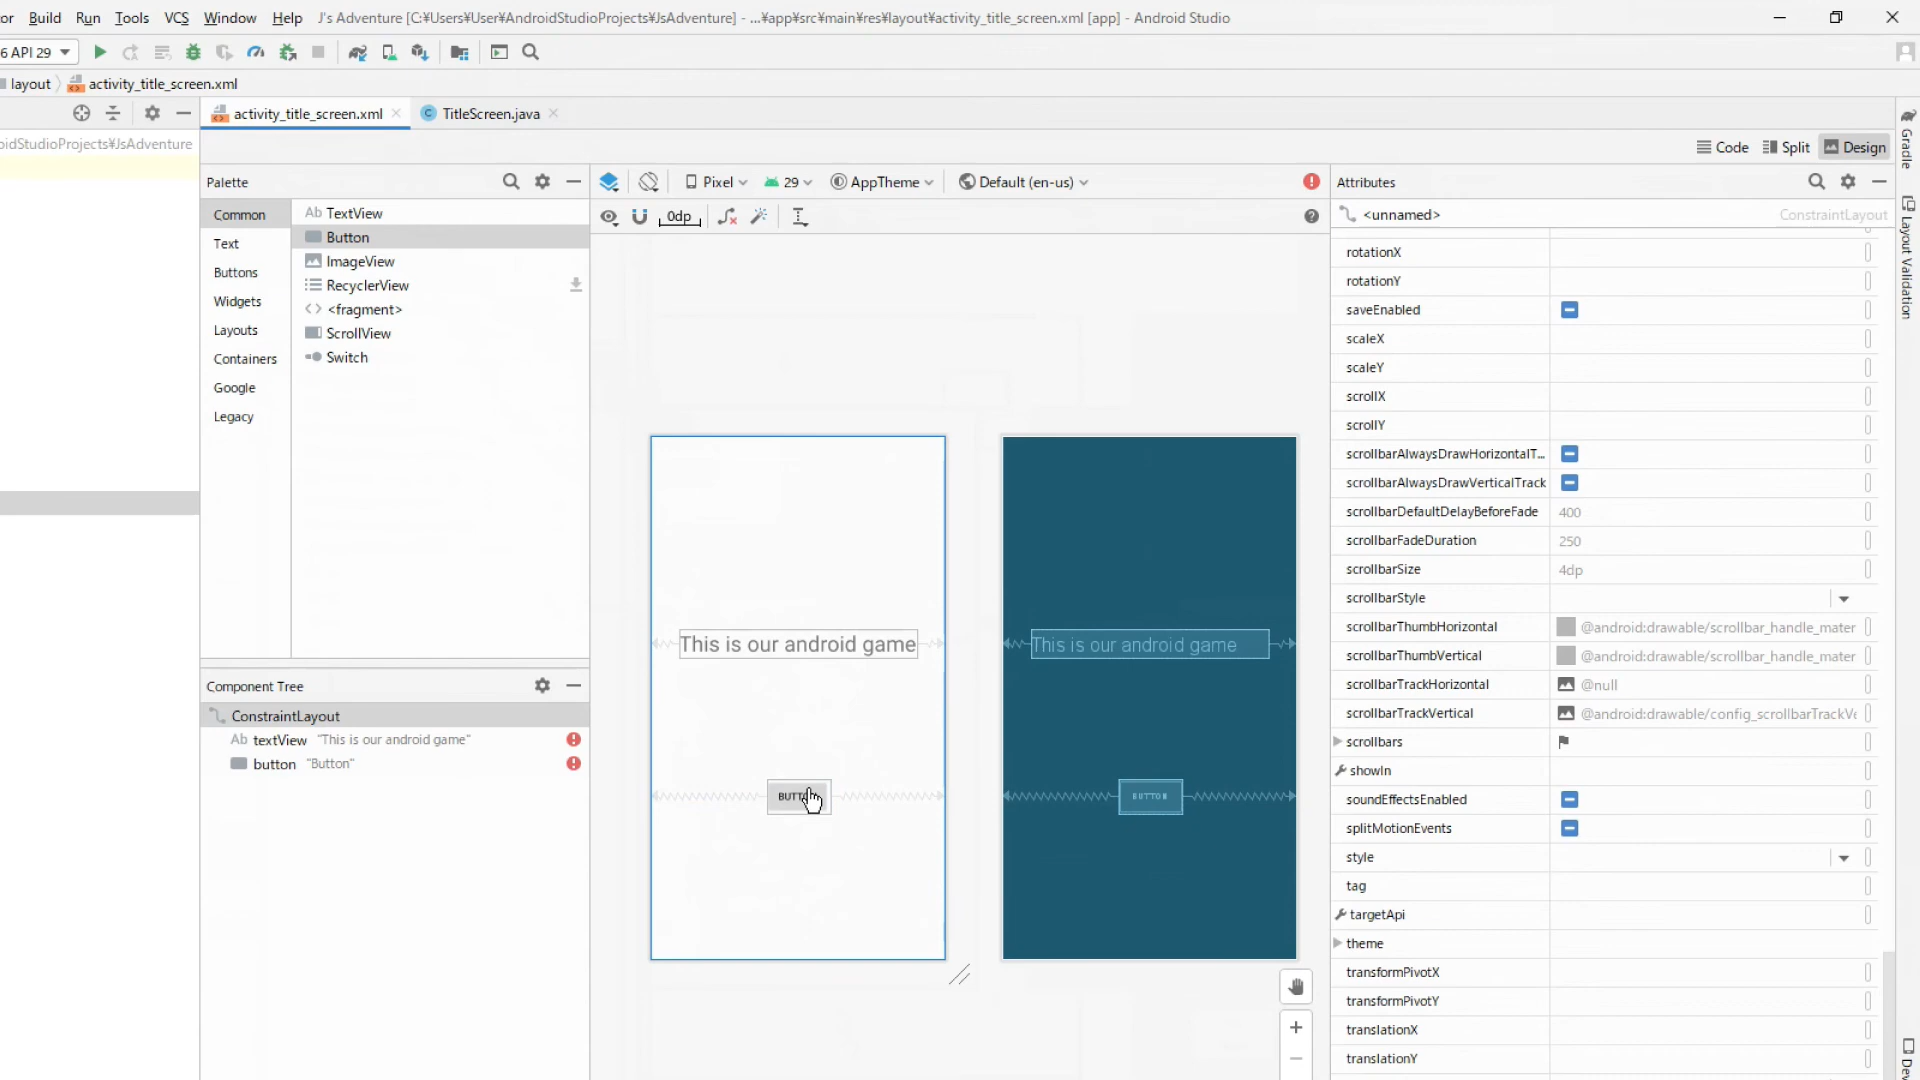 or Build Run Tools VCS Window Help J's Adventure [C:¥Users¥User¥AndroidStudioProjects¥JsAdventure] - ...¥app¥src¥main¥res¥layout¥activity_title_screen.xml [app] - Android Studio
6 API 29
layout activity_title_screen.xml
activity_title_screen.xml TitleScreen.java
oidStudioProjects¥JsAdventure
Code Split Design
Palette
Pixel 29 AppTheme Default (en-us)
Attributes
0dp
Common
Text
Buttons
Widgets
Layouts
Containers
Google
Legacy
Ab TextView
Button
ImageView
RecyclerView
<fragment>
ScrollView
Switch
Component Tree
ConstraintLayout
Ab textView "This is our android game"
button "Button"
This is our android game
This is our android game
BUTTON
<unnamed> ConstraintLayout
rotationX
rotationY
saveEnabled
scaleX
scaleY
scrollX
scrollY
scrollbarAlwaysDrawHorizontalT...
scrollbarAlwaysDrawVerticalTrack
scrollbarDefaultDelayBeforeFade 400
scrollbarFadeDuration 250
scrollbarSize 4dp
scrollbarStyle
scrollbarThumbHorizontal @android:drawable/scrollbar_handle_mater
scrollbarThumbVertical @android:drawable/scrollbar_handle_mater
scrollbarTrackHorizontal @null
scrollbarTrackVertical @android:drawable/config_scrollbarTrackVe
scrollbars
showIn
soundEffectsEnabled
splitMotionEvents
style
tag
targetApi
theme
transformPivotX
transformPivotY
translationX
translationY
Gradle
Layout Validation